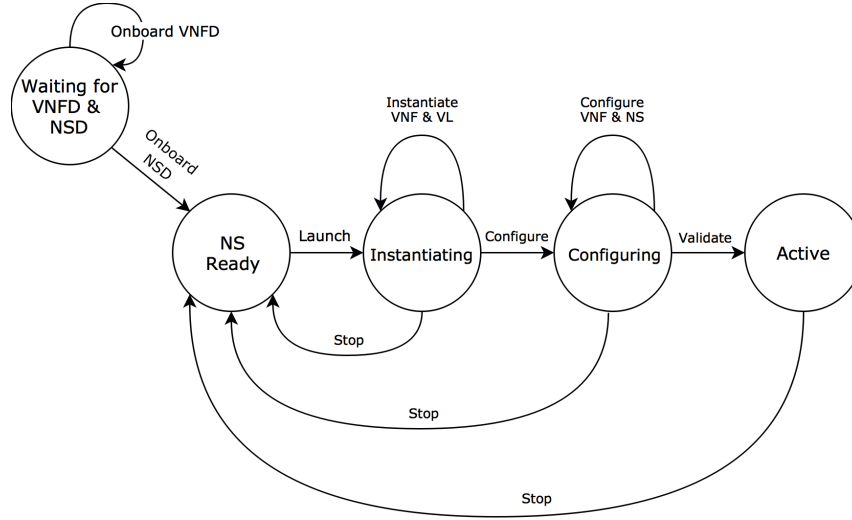 Onboard VNFD
Waiting for
VNFD &
NSD
Onboard
NSD
Instantiate
VNF & VL
Configure
VNF & NS
NS
Ready
Launch
Instantiating
Configure
Configuring
Validate
Active
Stop
Stop
Stop